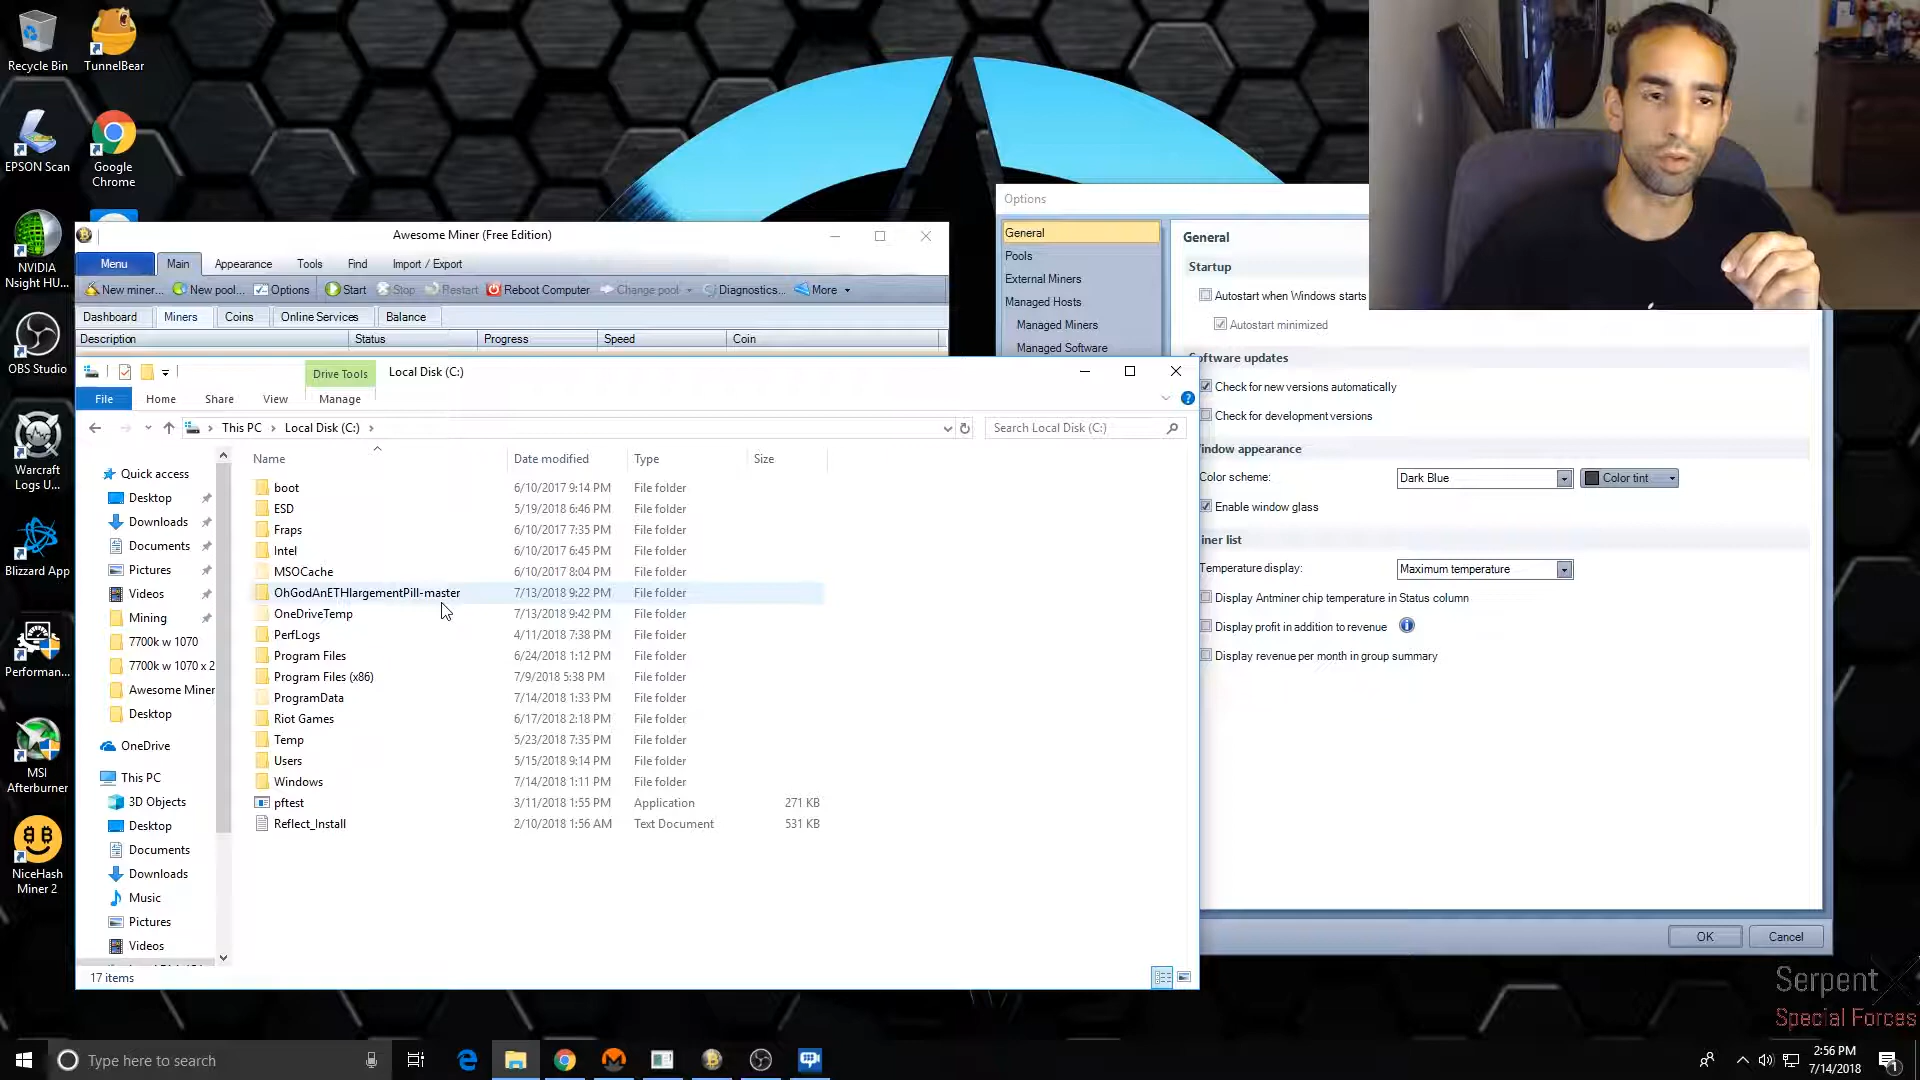 Recycle Bin
TunnelBear
EPSON Scan
Google
Chrome
NVIDIA
Nsight HU...
OBS Studio
Warcraft
Logs U...
Blizzard App
Performan...
MSI
Afterburner
NiceHash
Miner 2
Awesome Miner (Free Edition)
Menu Main Appearance Tools Find Import / Export
New miner... New pool... Options Start Stop Restart Reboot Computer Change pool Diagnostics... More
Dashboard Miners Coins Online Services Balance
Description Status Progress Speed Coin
Options
General
Pools
External Miners
Managed Hosts
Managed Miners
Managed Software
General
Startup
Autostart when Windows starts
Autostart minimized
oftware updates
Check for new versions automatically
Check for development versions
indow appearance
Color scheme: Dark Blue Color tint
Enable window glass
iner list
Temperature display: Maximum temperature
Display Antminer chip temperature in Status column
Display profit in addition to revenue
Display revenue per month in group summary
OK Cancel
Drive Tools Local Disk (C:)
File Home Share View Manage
This PC Local Disk (C:) Search Local Disk (C:)
Quick access
Desktop
Downloads
Documents
Pictures
Videos
Mining
7700k w 1070
7700k w 1070 x 2
Awesome Miner
Desktop
OneDrive
This PC
3D Objects
Desktop
Documents
Downloads
Music
Pictures
Videos
Name Date modified Type Size
boot 6/10/2017 9:14 PM File folder
ESD 5/19/2018 6:46 PM File folder
Fraps 6/10/2017 7:35 PM File folder
Intel 6/10/2017 6:45 PM File folder
MSOCache 6/10/2017 8:04 PM File folder
OhGodAnETHlargementPill-master 7/13/2018 9:22 PM File folder
OneDriveTemp 7/13/2018 9:42 PM File folder
PerfLogs 4/11/2018 7:38 PM File folder
Program Files 6/24/2018 1:12 PM File folder
Program Files (x86) 7/9/2018 5:38 PM File folder
ProgramData 7/14/2018 1:33 PM File folder
Riot Games 6/17/2018 2:18 PM File folder
Temp 5/23/2018 7:35 PM File folder
Users 5/15/2018 9:14 PM File folder
Windows 7/14/2018 1:11 PM File folder
pftest 3/11/2018 1:55 PM Application 271 KB
Reflect_Install 2/10/2018 1:56 AM Text Document 531 KB
17 items
Serpent X
Special Forces
Type here to search
2:56 PM
7/14/2018
1